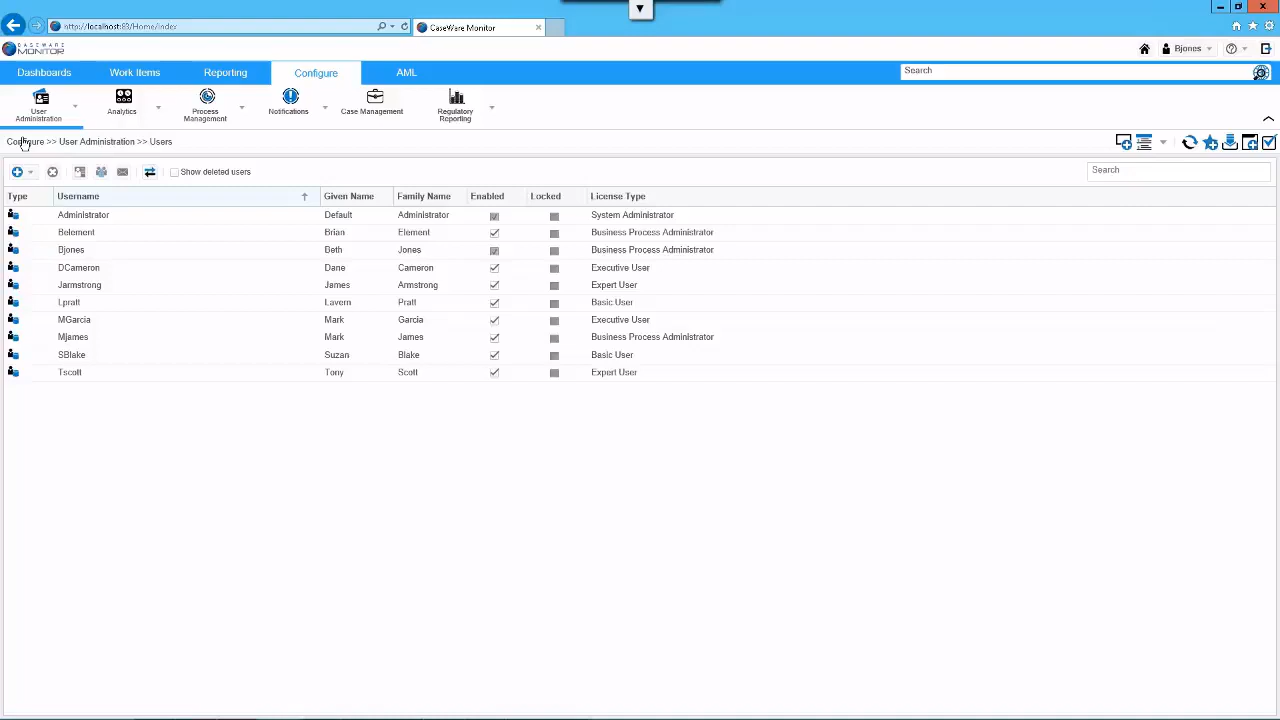 http://localhost:83/Home/Index
CaseWare Monitor
CASEWARE
MONITOR
Bjones
Dashboards Work Items Reporting Configure AML Search
User Administration Analytics Process Management Notifications Case Management Regulatory Reporting
Configure >> User Administration >> Users
Show deleted users Search
Type Username Given Name Family Name Enabled Locked License Type
Administrator Default Administrator System Administrator
Belement Brian Element Business Process Administrator
Bjones Beth Jones Business Process Administrator
DCameron Dane Cameron Executive User
Jarmstrong James Armstrong Expert User
Lpratt Lavern Pratt Basic User
MGarcia Mark Garcia Executive User
Mjames Mark James Business Process Administrator
SBlake Suzan Blake Basic User
Tscott Tony Scott Expert User